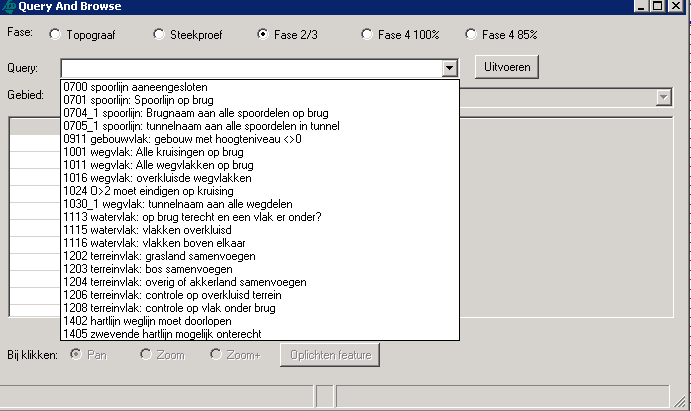 Query And Browse
Fase: Topograaf Steekproef Fase 2/3 Fase 4 100% Fase 4 85%
Query: Uitvoeren
Gebied:
0700 spoorlijn aaneengesloten
0701 spoorlijn: Spoorlijn op brug
0704_1 spoorlijn: Brugnaam aan alle spoordelen op brug
0705_1 spoorlijn: tunnelnaam aan alle spoordelen in tunnel
0911 gebouwvlak: gebouw met hoogteniveau <>0
1001 wegvlak: Alle kruisingen op brug
1011 wegvlak: Alle wegvlakken op brug
1016 wegvlak: overkluisde wegvlakken
1024 O>2 moet eindigen op kruising
1030_1 wegvlak: tunnelnaam aan alle wegdelen
1113 watervlak: op brug terecht en een vlak er onder?
1115 watervlak: vlakken overkluisd
1116 watervlak: vlakken boven elkaar
1202 terreinvlak: grasland samenvoegen
1203 terreinvlak: bos samenvoegen
1204 terreinvlak: overig of akkerland samenvoegen
1206 terreinvlak: controle op overkluisd terrein
1208 terreinvlak: controle op vlak onder brug
1402 hartlijn weglijn moet doorlopen
1405 zwevende hartlijn mogelijk onterecht
Bij klikken: Pan Zoom Zoom+ Oplichten feature